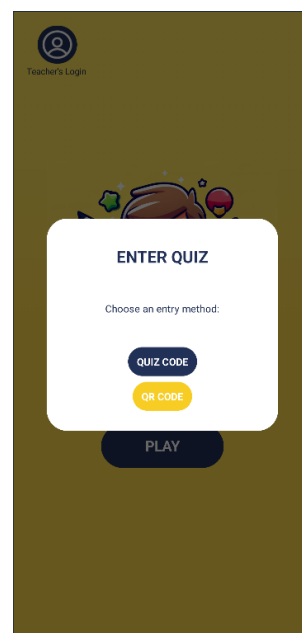 Teacher's Login
ENTER QUIZ
Choose an entry method:
QUIZ CODE
QR CODE
PLAY